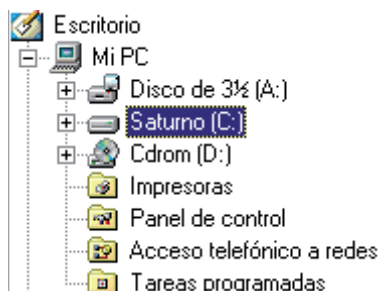 Escritorio
Mi PC
Disco de 3½ (A:)
Saturno (C:)
Cdrom (D:)
Impresoras
Panel de control
Acceso telefónico a redes
Tareas programadas